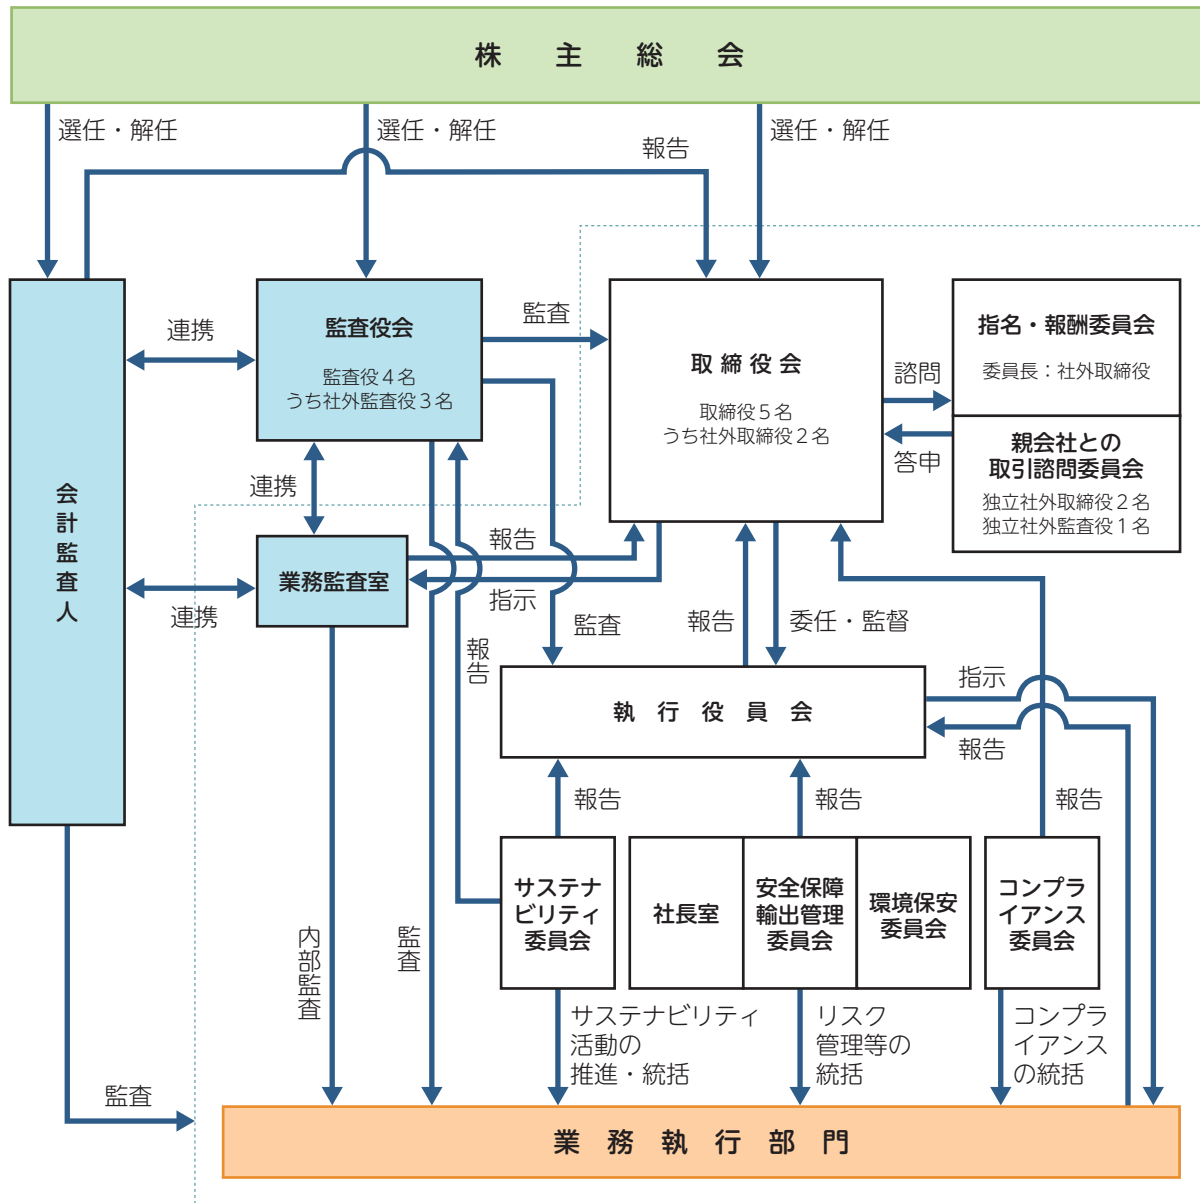 株主総会
選任・解任
選任・解任
選任・解任
報告
会計監査人
連携
監査役会
監査役4名
うち社外監査役3名
監査
取締役会
取締役5名
うち社外取締役2名
諮問
答申
指名・報酬委員会
委員長：社外取締役
親会社との
取引諮問委員会
独立社外取締役2名
独立社外監査役1名
連携
業務監査室
連携
報告
指示
監査
報告
報告
委任・監督
執行役員会
指示
報告
報告
報告
報告
サステナ
ビリティ
委員会
社長室
安全保障
輸出管理
委員会
環境保安
委員会
コンプラ
イアンス
委員会
内部監査
監査
サステナビリティ
活動の
推進・統括
リスク
管理等の
統括
コンプラ
イアンス
の統括
監査
業務執行部門